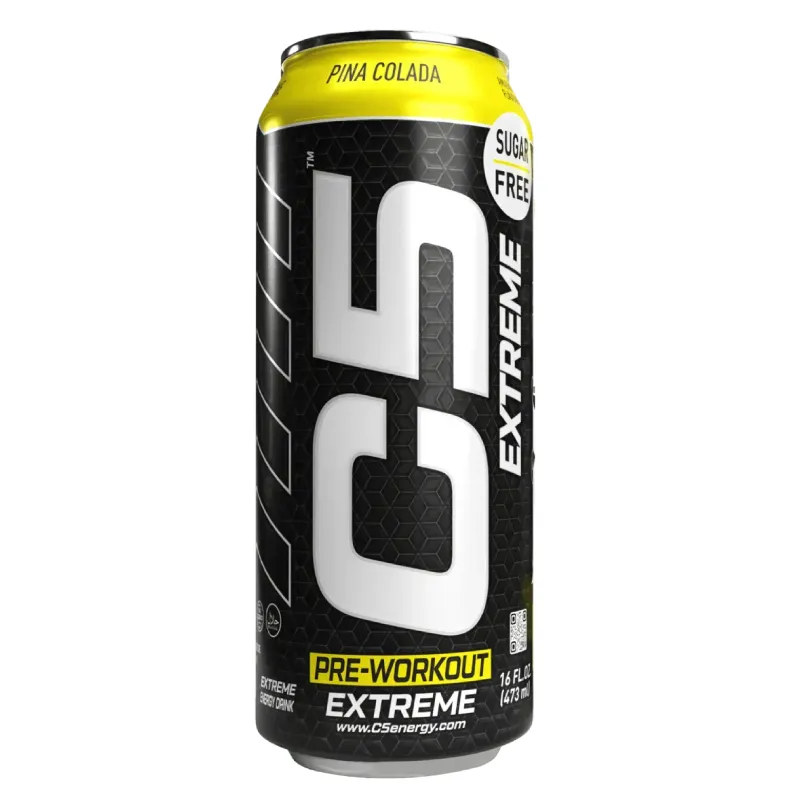 PINA COLADA
SUGAR
FREE
TM
C5
EXTREME
PRE-WORKOUT
EXTREME
www.C5energy.com
16 FL.OZ
(473 ml)
EXTREME
ENERGY DRINK